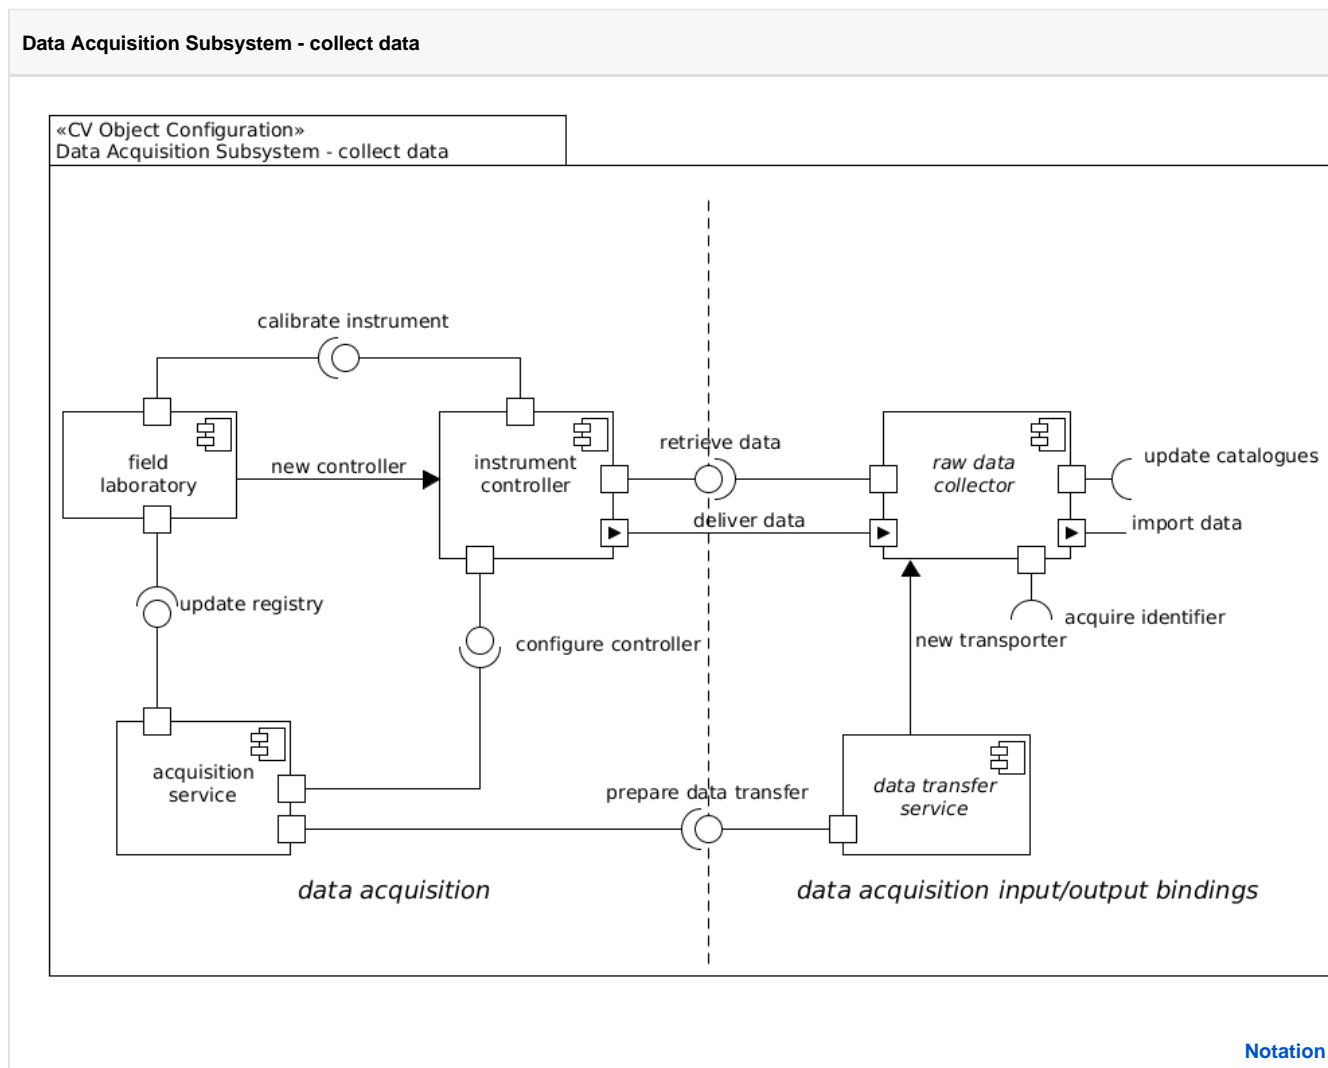 Data Acquisition Subsystem - collect data
«CV Object Configuration»
Data Acquisition Subsystem - collect data
calibrate instrument
field
laboratory
new controller
instrument
controller
retrieve data
deliver data
raw data
collector
update catalogues
import data
acquire identifier
new transporter
update registry
configure controller
acquisition
service
prepare data transfer
data transfer
service
data acquisition
data acquisition input/output bindings
Notation